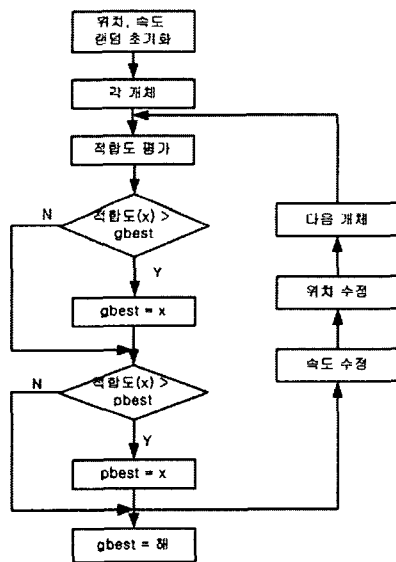 위치, 속도
랜덤 초기화
각 개체
적합도 평가
N
적합도(x) >
gbest
Y
gbest = x
N
적합도(x) >
pbest
Y
pbest = x
gbest = 해
다음 개체
위치 수정
속도 수정